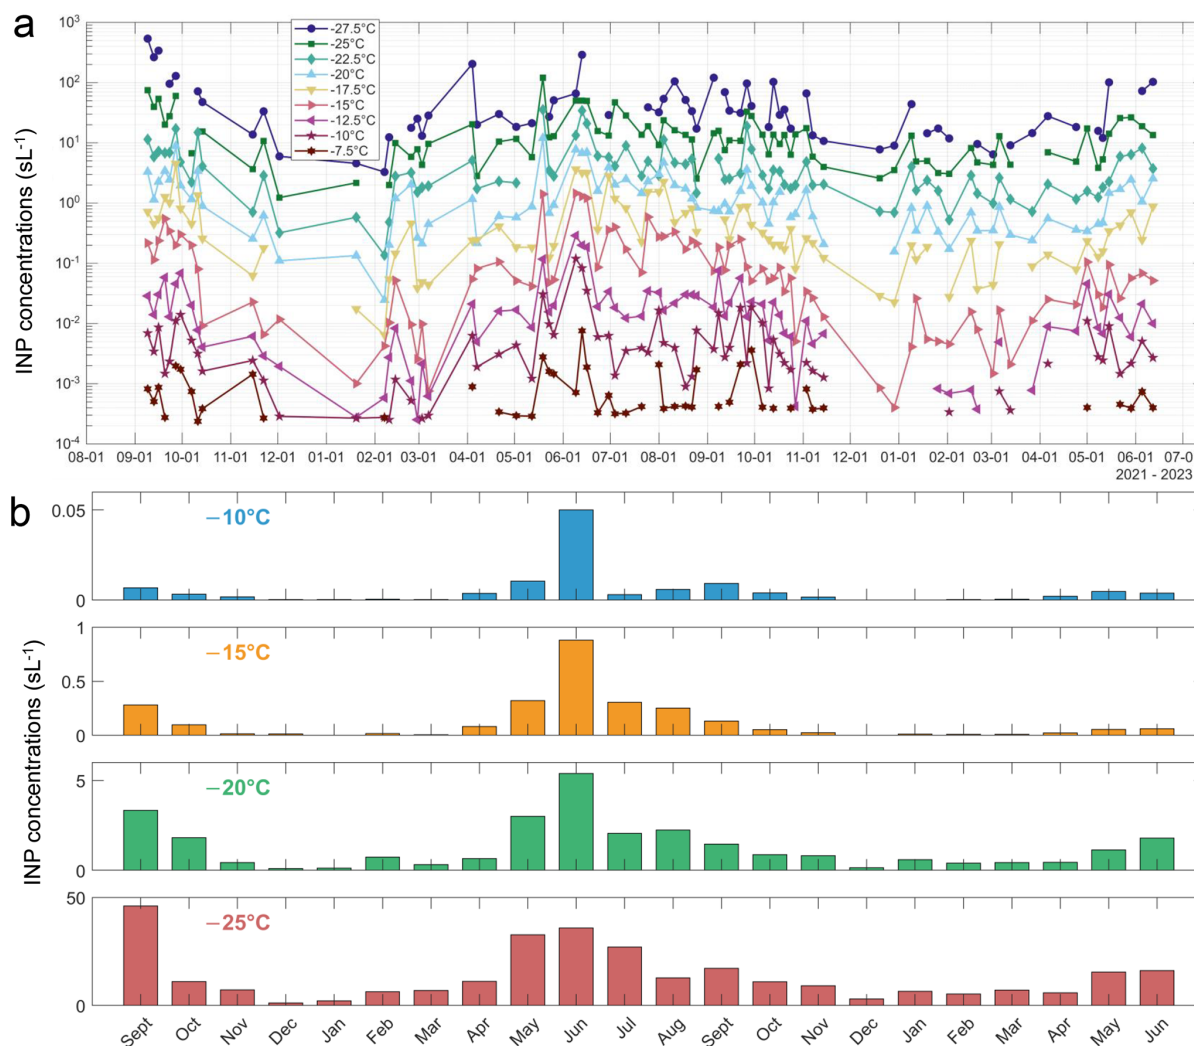 a
INP concentrations (sL⁻¹)
10³
10²
10¹
10⁰
10⁻¹
10⁻²
10⁻³
10⁻⁴
-27.5°C
-25°C
-22.5°C
-20°C
-17.5°C
-15°C
-12.5°C
-10°C
-7.5°C
08-01 09-01 10-01 11-01 12-01 01-01 02-01 03-01 04-01 05-01 06-01 07-01 08-01 09-01 10-01 11-01 12-01 01-01 02-01 03-01 04-01 05-01 06-01 07-0
2021 - 2023
b
INP concentrations (sL⁻¹)
–10°C
0.05
0
–15°C
1
0.5
0
–20°C
5
0
–25°C
50
0
Sept Oct Nov Dec Jan Feb Mar Apr May Jun Jul Aug Sept Oct Nov Dec Jan Feb Mar Apr May Jun